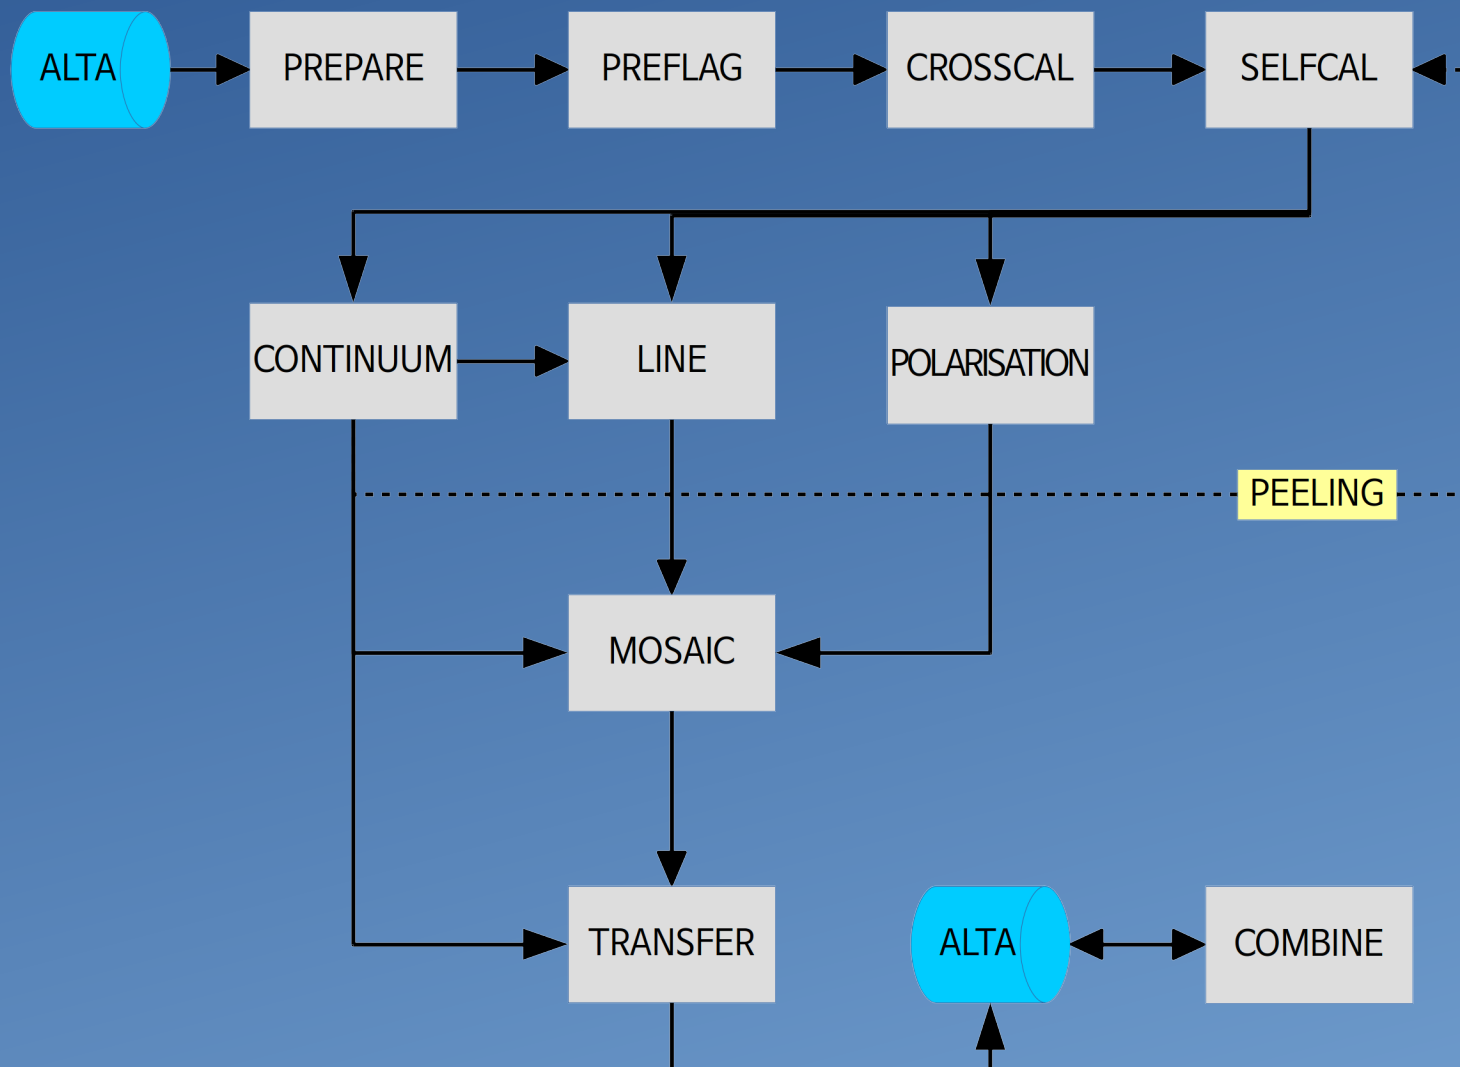 ALTA
PREPARE
PREFLAG
CROSSCAL
SELFCAL
CONTINUUM
LINE
POLARISATION
PEELING
MOSAIC
TRANSFER
ALTA
COMBINE